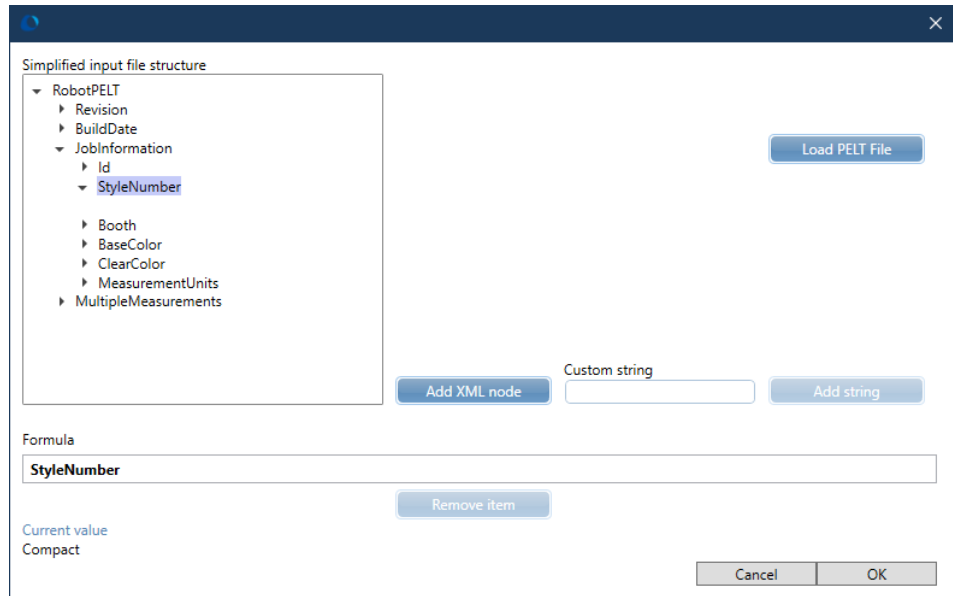 Simplified input file structure
RobotPELT
Revision
BuildDate
JobInformation
Id
StyleNumber
Booth
BaseColor
ClearColor
MeasurementUnits
MultipleMeasurements
Load PELT File
Custom string
Add XML node
Add string
Formula
StyleNumber
Remove item
Current value
Compact
Cancel
OK